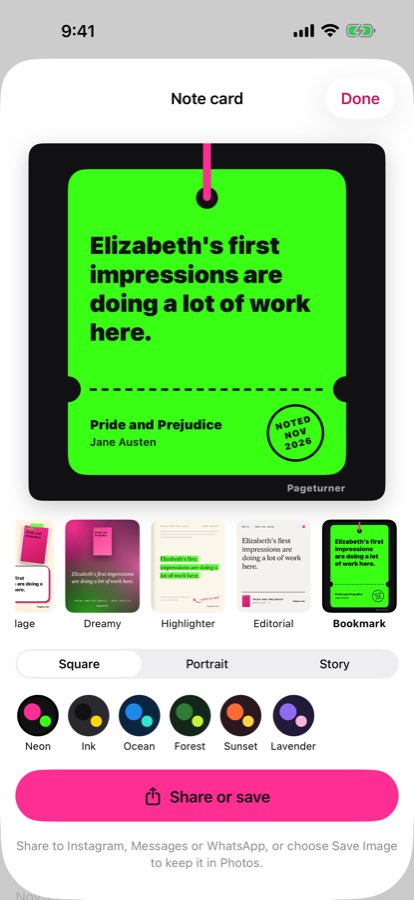 9:41
Note card
Done
Elizabeth's first
impressions are
doing a lot of work
here.
Pride and Prejudice
Jane Austen
NOTED
NOV
2026
Pageturner
lage
Dreamy
Highlighter
Editorial
Bookmark
Square
Portrait
Story
Neon
Ink
Ocean
Forest
Sunset
Lavender
Share or save
Share to Instagram, Messages or WhatsApp, or choose Save Image
to keep it in Photos.